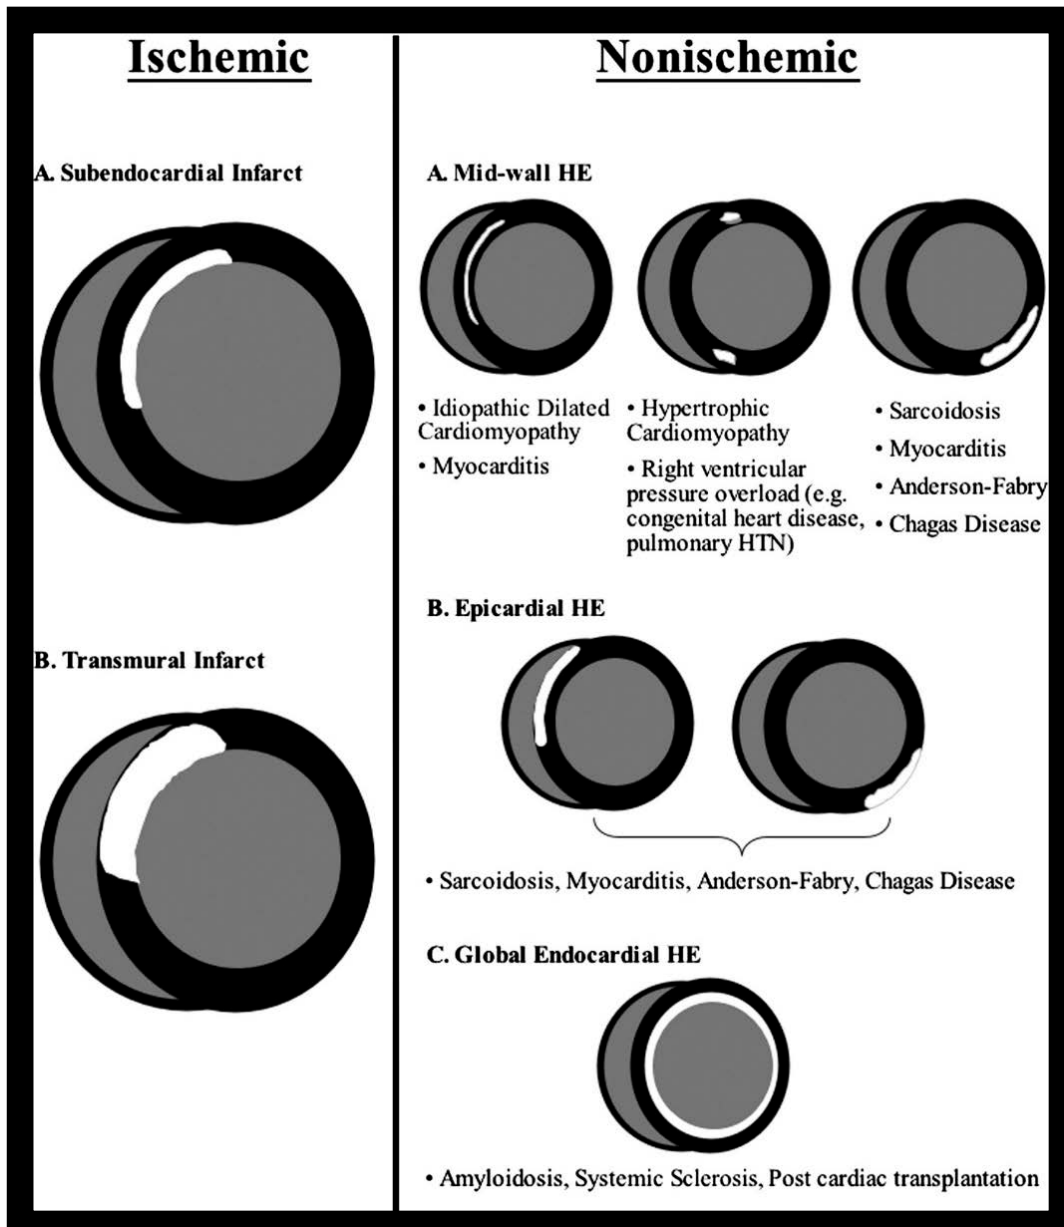 Ischemic
A. Subendocardial Infarct
B. Transmural Infarct
Nonischemic
A. Mid-wall HE
• Idiopathic Dilated
Cardiomyopathy
• Myocarditis
• Hypertrophic
Cardiomyopathy
• Right ventricular
pressure overload (e.g.
congenital heart disease,
pulmonary HTN)
• Sarcoidosis
• Myocarditis
• Anderson-Fabry
• Chagas Disease
B. Epicardial HE
• Sarcoidosis, Myocarditis, Anderson-Fabry, Chagas Disease
C. Global Endocardial HE
• Amyloidosis, Systemic Sclerosis, Post cardiac transplantation